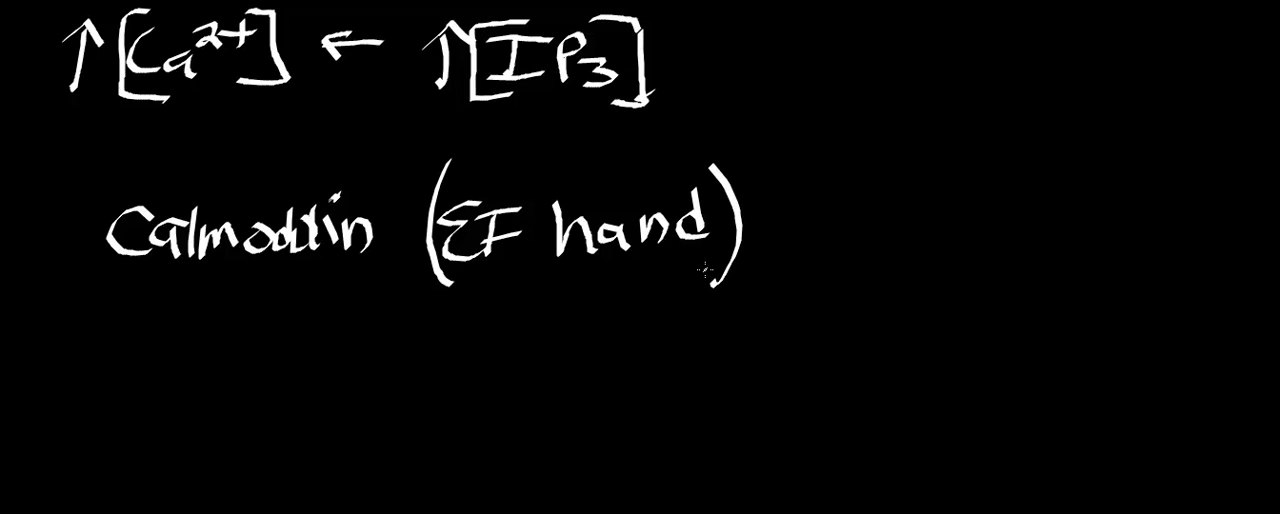 ↑[Ca²⁺] ← ↑[IP₃]
Calmodulin (EF hand)